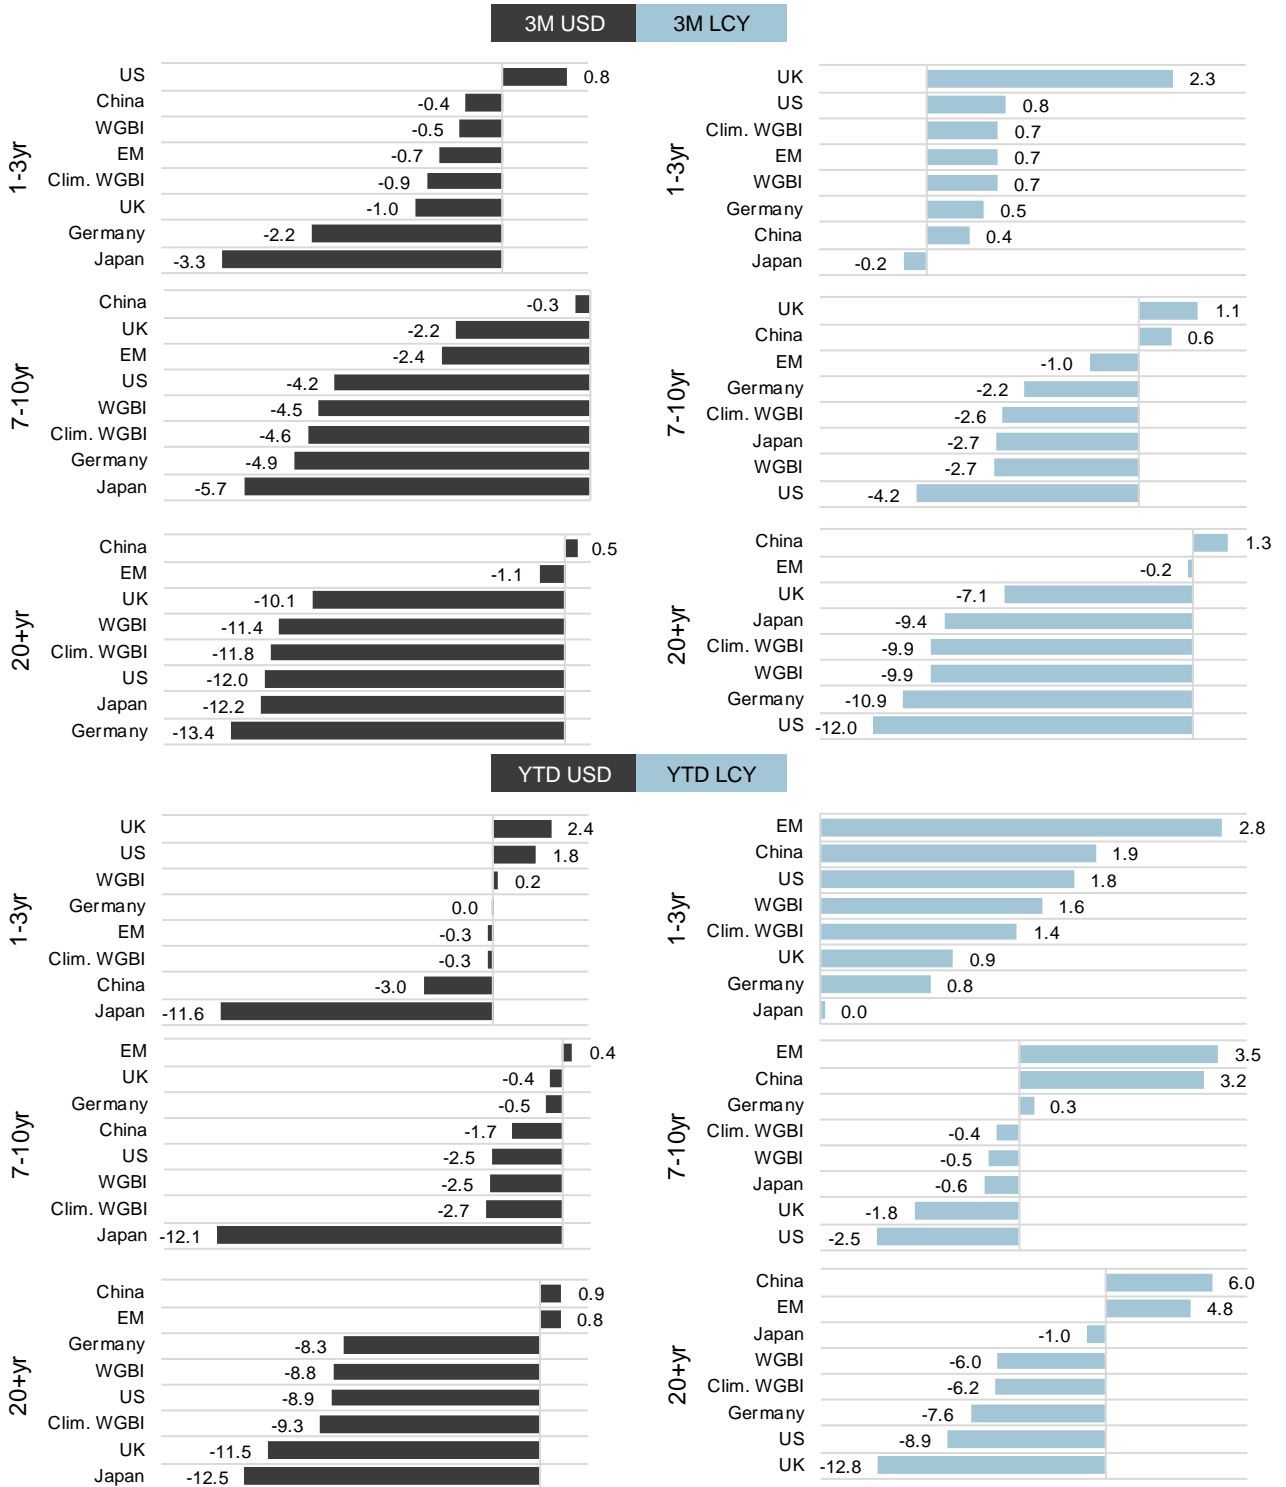 3M USD 3M LCY
1-3yr
US 0.8
China -0.4
WGBI -0.5
EM -0.7
Clim. WGBI -0.9
UK -1.0
Germany -2.2
Japan -3.3
1-3yr
UK 2.3
US 0.8
Clim. WGBI 0.7
EM 0.7
WGBI 0.7
Germany 0.5
China 0.4
Japan -0.2
7-10yr
China -0.3
UK -2.2
EM -2.4
US -4.2
WGBI -4.5
Clim. WGBI -4.6
Germany -4.9
Japan -5.7
7-10yr
UK 1.1
China 0.6
EM -1.0
Germany -2.2
Clim. WGBI -2.6
Japan -2.7
WGBI -2.7
US -4.2
20+yr
China 0.5
EM -1.1
UK -10.1
WGBI -11.4
Clim. WGBI -11.8
US -12.0
Japan -12.2
Germany -13.4
20+yr
China 1.3
EM -0.2
UK -7.1
Japan -9.4
Clim. WGBI -9.9
WGBI -9.9
Germany -10.9
US -12.0
YTD USD YTD LCY
1-3yr
UK 2.4
US 1.8
WGBI 0.2
Germany 0.0
EM -0.3
Clim. WGBI -0.3
China -3.0
Japan -11.6
1-3yr
EM 2.8
China 1.9
US 1.8
WGBI 1.6
Clim. WGBI 1.4
UK 0.9
Germany 0.8
Japan 0.0
7-10yr
EM 0.4
UK -0.4
Germany -0.5
China -1.7
US -2.5
WGBI -2.5
Clim. WGBI -2.7
Japan -12.1
7-10yr
EM 3.5
China 3.2
Germany 0.3
Clim. WGBI -0.4
WGBI -0.5
Japan -0.6
UK -1.8
US -2.5
20+yr
China 0.9
EM 0.8
Germany -8.3
WGBI -8.8
US -8.9
Clim. WGBI -9.3
UK -11.5
Japan -12.5
20+yr
China 6.0
EM 4.8
Japan -1.0
WGBI -6.0
Clim. WGBI -6.2
Germany -7.6
US -8.9
UK -12.8